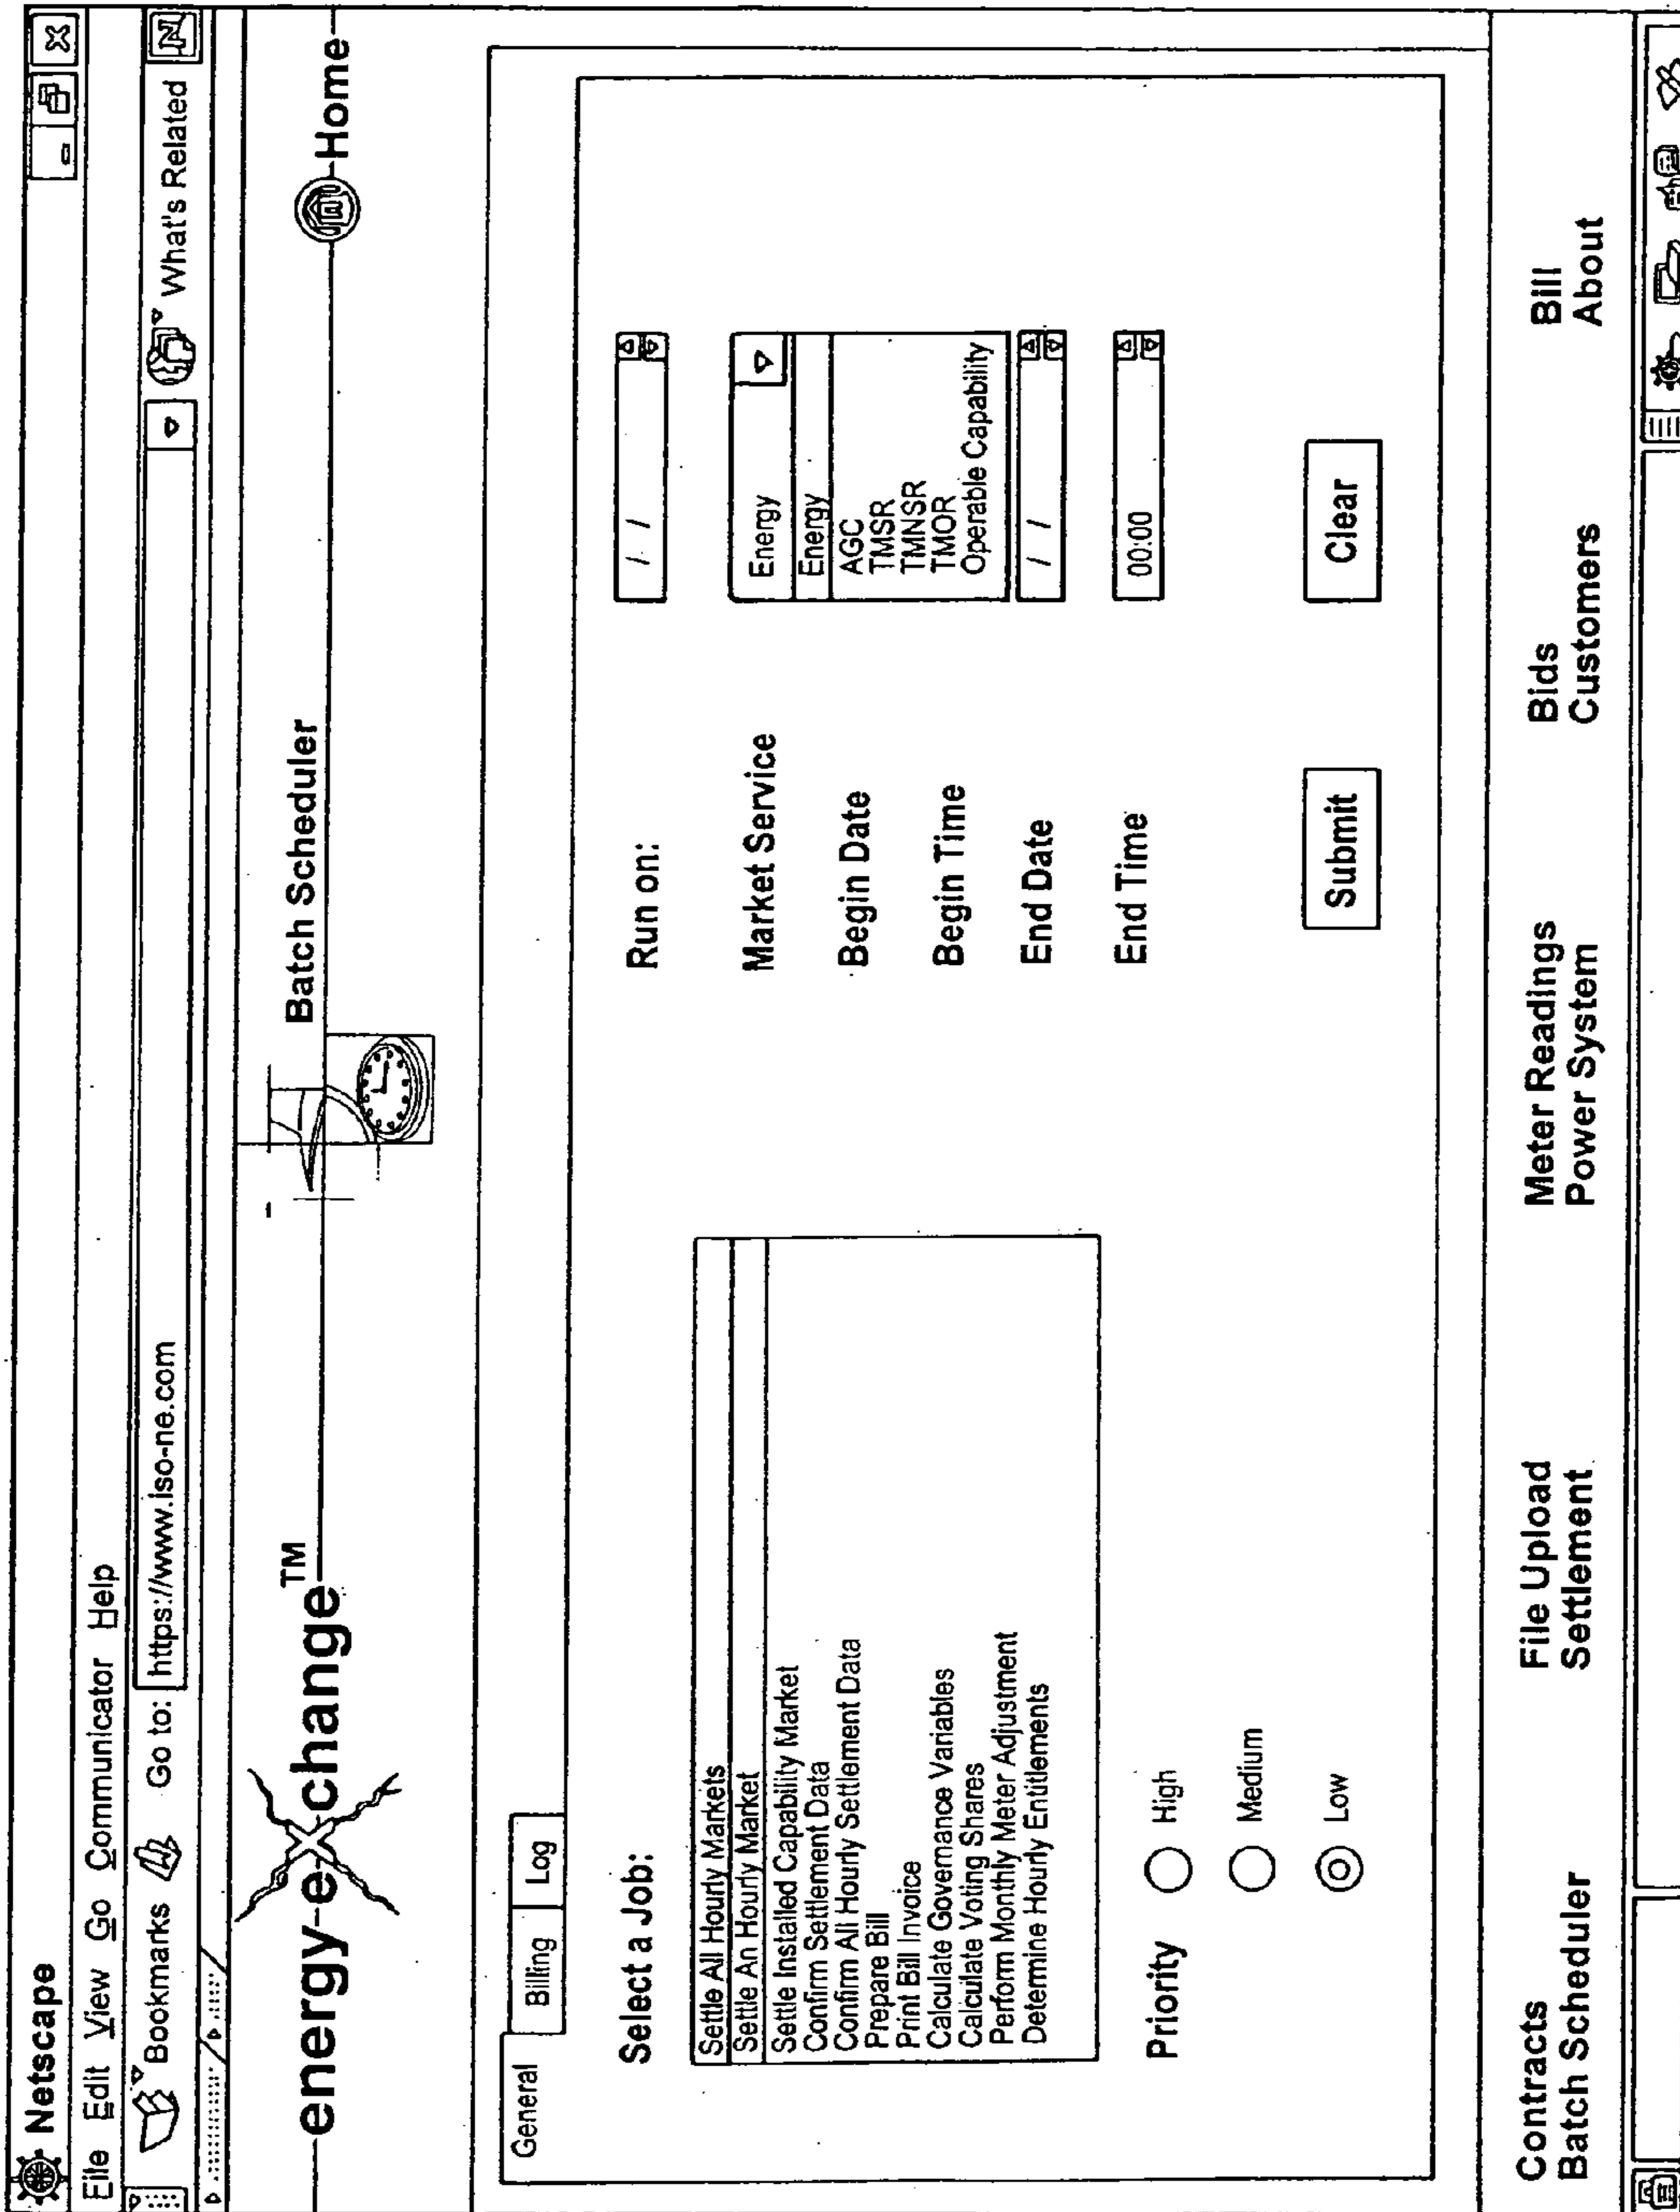 Netscape
File Edit View Go Communicator Help
Bookmarks Go to: https://www.iso-ne.com What's Related N
energy-eXchange™
Batch Scheduler
Home
General Billing Log
Select a Job:
Settle All Hourly Markets
Settle An Hourly Market
Settle Installed Capability Market
Confirm Settlement Data
Confirm All Hourly Settlement Data
Prepare Bill
Print Bill Invoice
Calculate Governance Variables
Calculate Voting Shares
Perform Monthly Meter Adjustment
Determine Hourly Entitlements
Priority High
Medium
Low
Run on: / /
Market Service Energy
Energy
AGC
TMSR
TMNSR
TMOR
Operable Capability
Begin Date
Begin Time
End Date / /
End Time 00:00
Submit Clear
Contracts File Upload Meter Readings Bids Bill
Batch Scheduler Settlement Power System Customers About